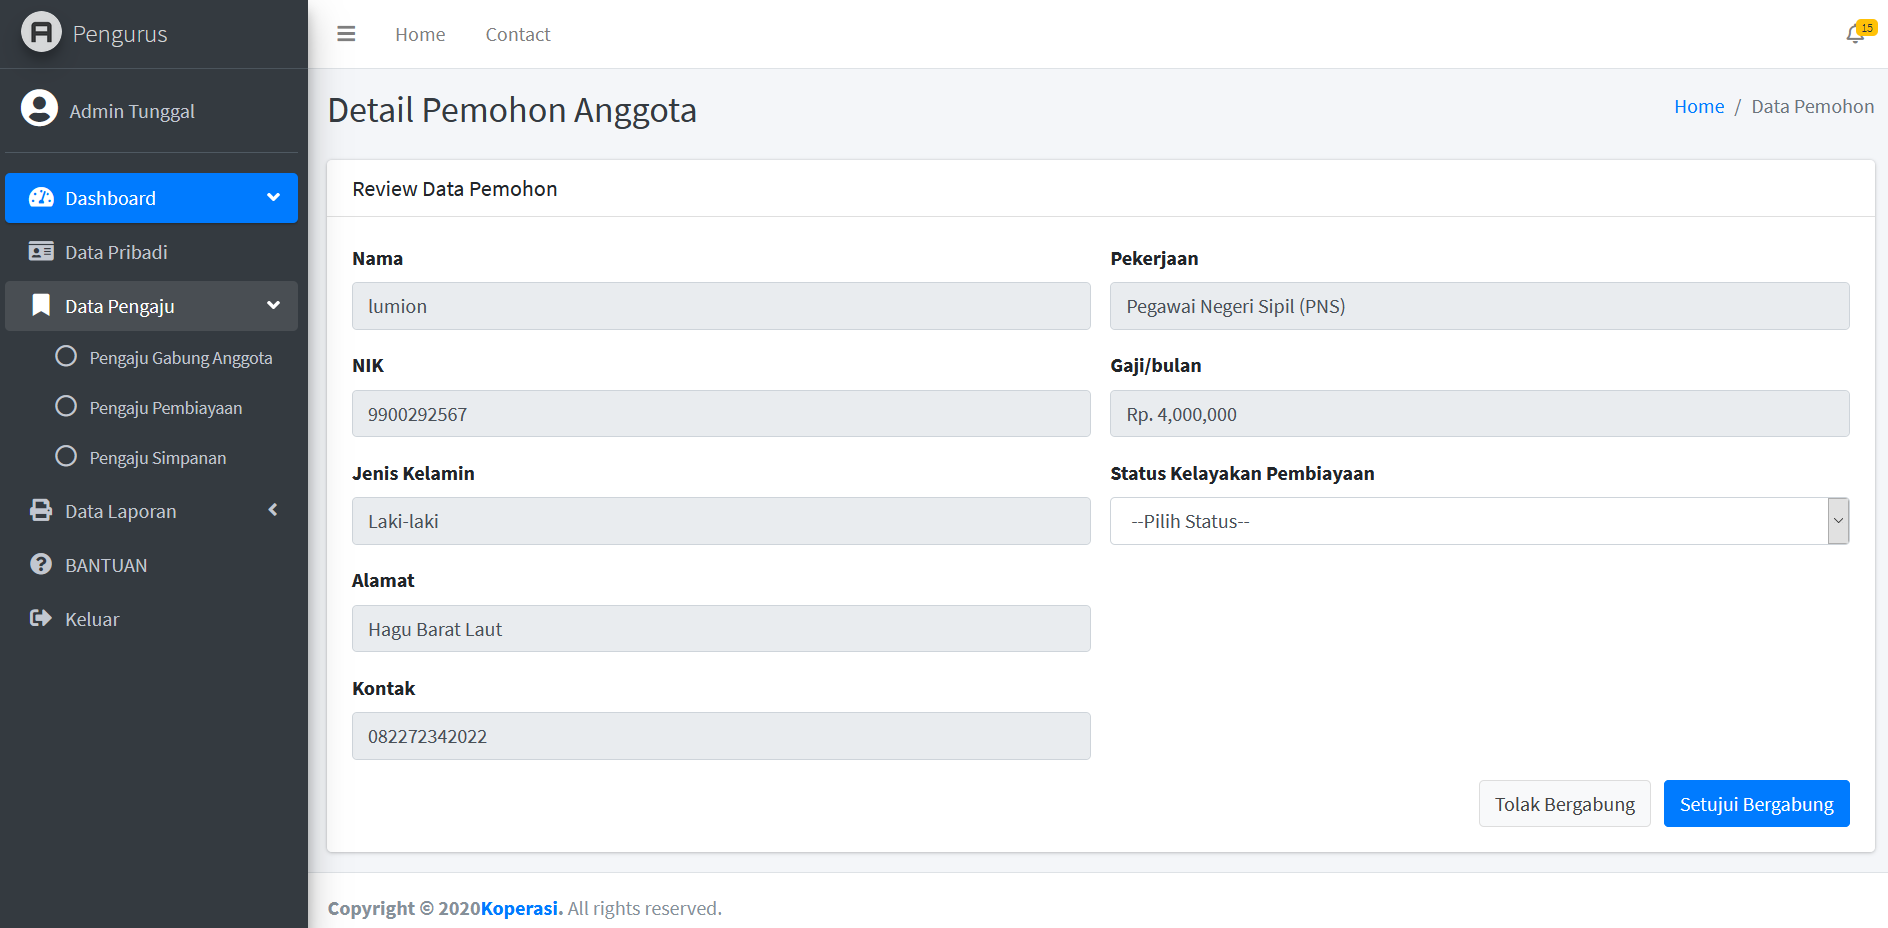 Pengurus
Home
Contact
15
Admin Tunggal
Detail Pemohon Anggota
Home / Data Pemohon
Dashboard
Data Pribadi
Data Pengaju
Pengaju Gabung Anggota
Pengaju Pembiayaan
Pengaju Simpanan
Data Laporan
BANTUAN
Keluar
Review Data Pemohon
Nama
lumion
NIK
9900292567
Jenis Kelamin
Laki-laki
Alamat
Hagu Barat Laut
Kontak
082272342022
Pekerjaan
Pegawai Negeri Sipil (PNS)
Gaji/bulan
Rp. 4,000,000
Status Kelayakan Pembiayaan
--Pilih Status--
Tolak Bergabung
Setujui Bergabung
Copyright © 2020Koperasi. All rights reserved.